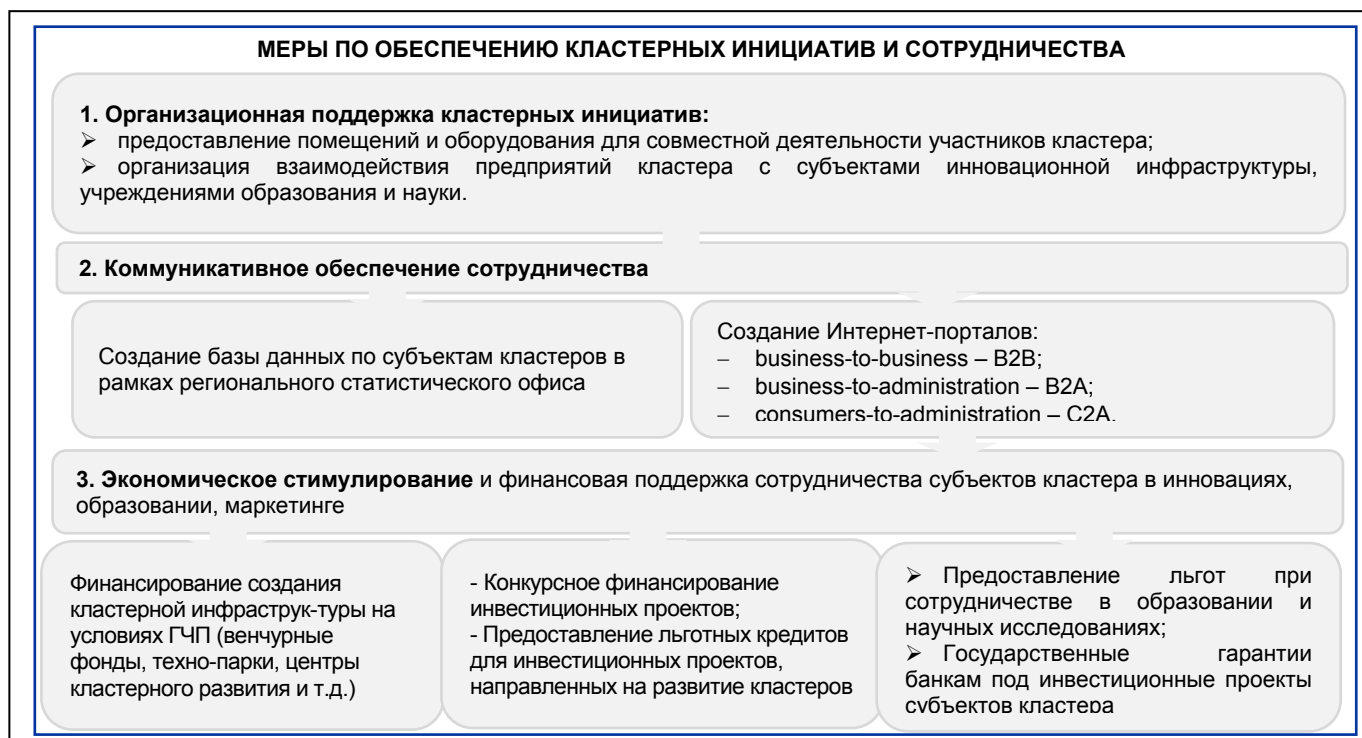 МЕРЫ ПО ОБЕСПЕЧЕНИЮ КЛАСТЕРНЫХ ИНИЦИАТИВ И СОТРУДНИЧЕСТВА
1. Организационная поддержка кластерных инициатив:
➢ предоставление помещений и оборудования для совместной деятельности участников кластера;
➢ организация взаимодействия предприятий кластера с субъектами инновационной инфраструктуры,
учреждениями образования и науки.
2. Коммуникативное обеспечение сотрудничества
Создание базы данных по субъектам кластеров в
рамках регионального статистического офиса
Создание Интернет-порталов:
– business-to-business – B2B;
– business-to-administration – B2A;
– consumers-to-administration – C2A.
3. Экономическое стимулирование и финансовая поддержка сотрудничества субъектов кластера в инновациях,
образовании, маркетинге
Финансирование создания
кластерной инфраструк-туры на
условиях ГЧП (венчурные
фонды, техно-парки, центры
кластерного развития и т.д.)
- Конкурсное финансирование
инвестиционных проектов;
- Предоставление льготных кредитов
для инвестиционных проектов,
направленных на развитие кластеров
➢ Предоставление льгот при
сотрудничестве в образовании и
научных исследованиях;
➢ Государственные гарантии
банкам под инвестиционные проекты
субъектов кластера